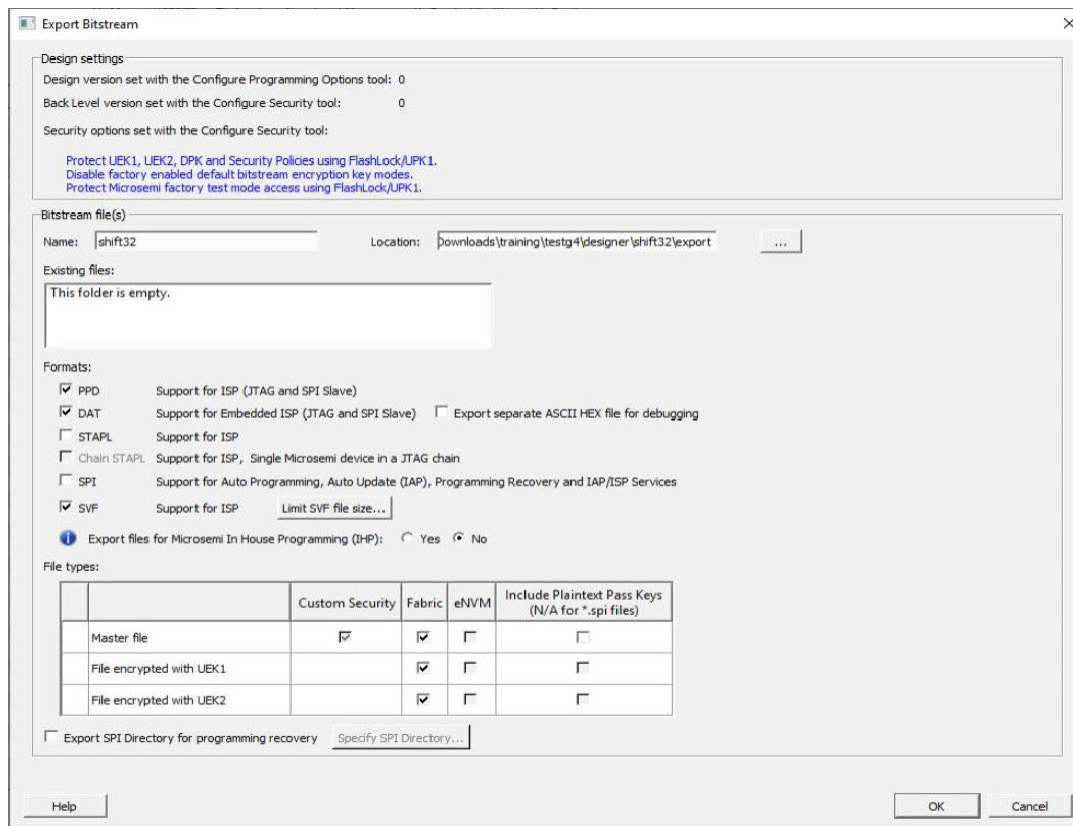 Export Bitstream
Design settings
Design version set with the Configure Programming Options tool: 0
Back Level version set with the Configure Security tool: 0
Security options set with the Configure Security tool:
Protect UEK1, UEK2, DPK and Security Policies using FlashLock/UPK1.
Disable factory enabled default bitstream encryption key modes.
Protect Microsemi factory test mode access using FlashLock/UPK1.
Bitstream file(s)
Name: shift32 Location: Downloads\training\testg4\designer\shift32\export ...
Existing files:
This folder is empty.
Formats:
PPD Support for ISP (JTAG and SPI Slave)
DAT Support for Embedded ISP (JTAG and SPI Slave) Export separate ASCII HEX file for debugging
STAPL Support for ISP
Chain STAPL Support for ISP, Single Microsemi device in a JTAG chain
SPI Support for Auto Programming, Auto Update (IAP), Programming Recovery and IAP/ISP Services
SVF Support for ISP Limit SVF file size...
Export files for Microsemi In House Programming (IHP): Yes No
File types:
Custom Security Fabric eNVM Include Plaintext Pass Keys
(N/A for *.spi files)
Master file
File encrypted with UEK1
File encrypted with UEK2
Export SPI Directory for programming recovery Specify SPI Directory...
Help OK Cancel